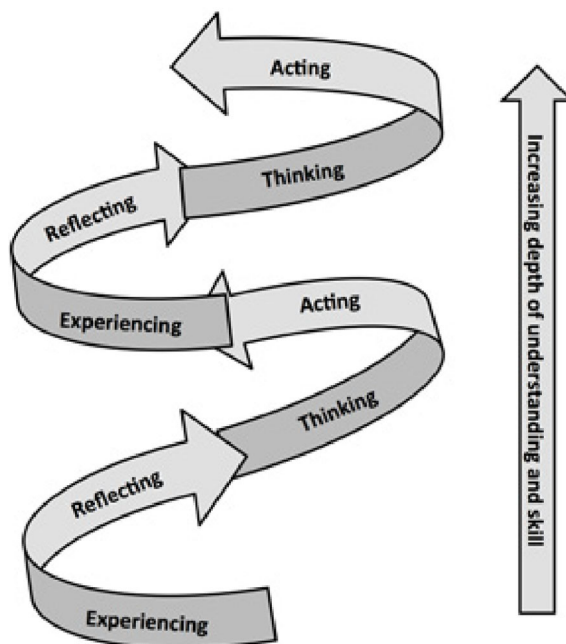 Acting
Thinking
Reflecting
Acting
Experiencing
Thinking
Reflecting
Experiencing
Increasing depth of understanding and skill